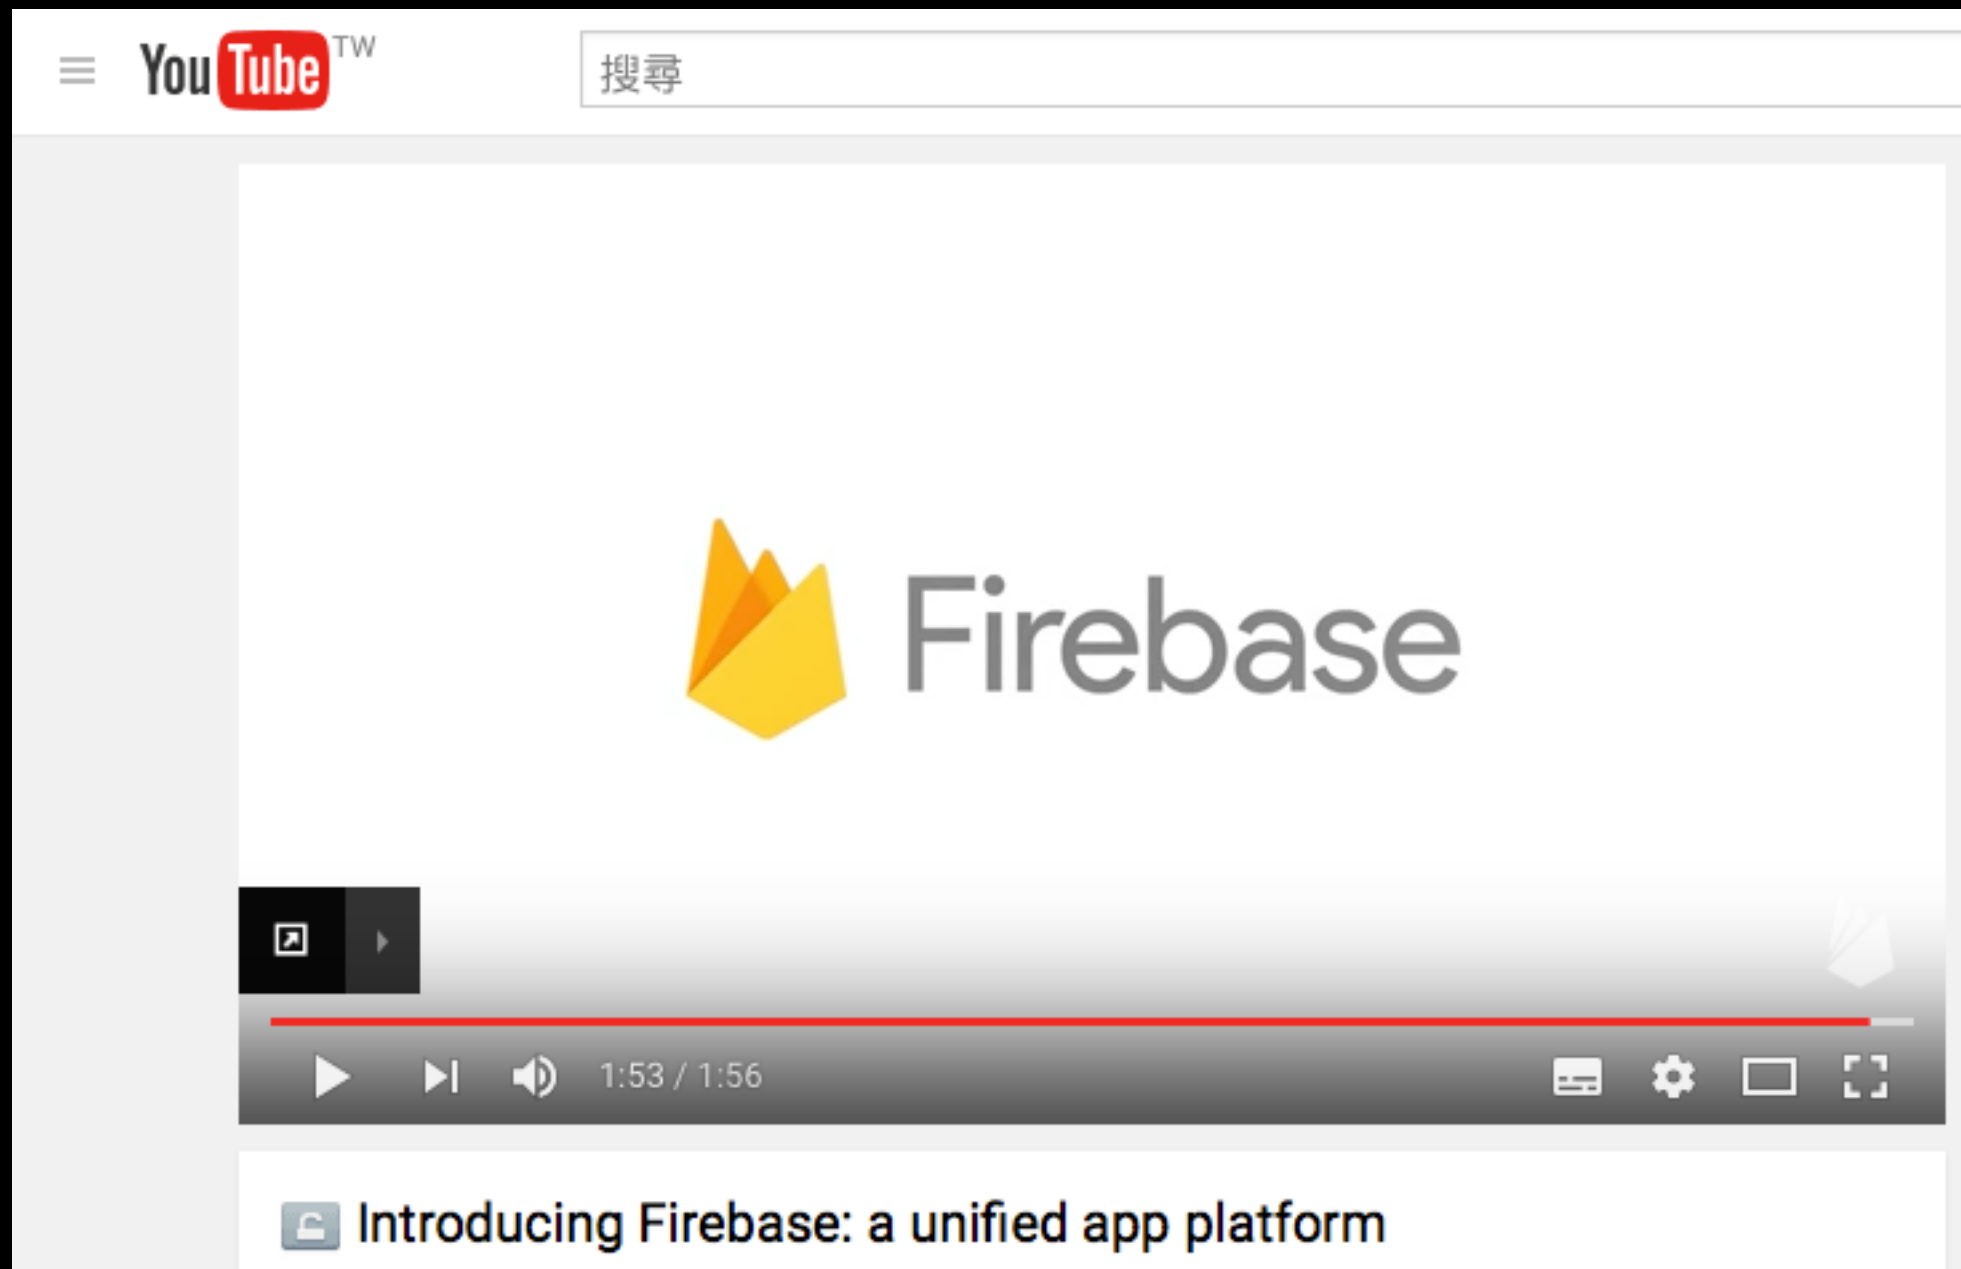 YouTube TW
搜尋
Firebase
1:53 / 1:56
Introducing Firebase: a unified app platform